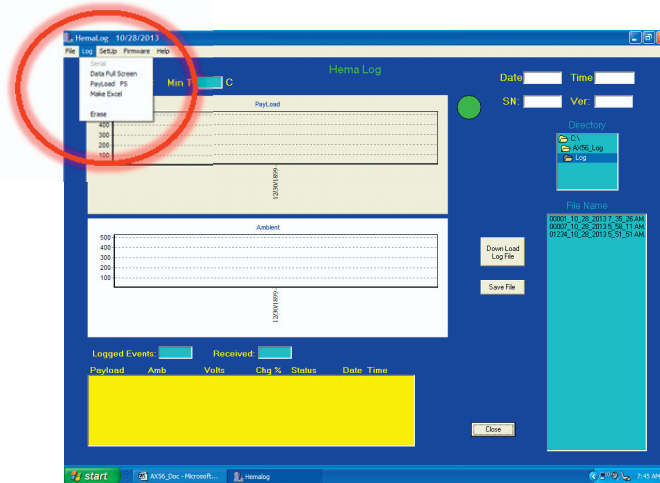 HemaLog 10/28/2013
File Log SetUp Firmware Help
Serial
Data Full Screen
PayLoad FS
Make Excel
Erase
Min T C
Hema Log
Date Time
SN: Ver:
PayLoad
400
300
200
100
12/30/1899
Directory
C:\
AX56_Log
Log
Ambient
500
400
300
200
100
12/30/1899
File Name
00001_10_28_2013 7_35_26 AM.
00007_10_28_2013 5_58_11 AM.
01234_10_28_2013 5_51_51 AM.
Down Load
Log File
Save File
Logged Events: Received:
Payload Amb Volts Chg % Status Date Time
Close
start AX56_Doc - Microsoft... Hemalog 7:45 AM